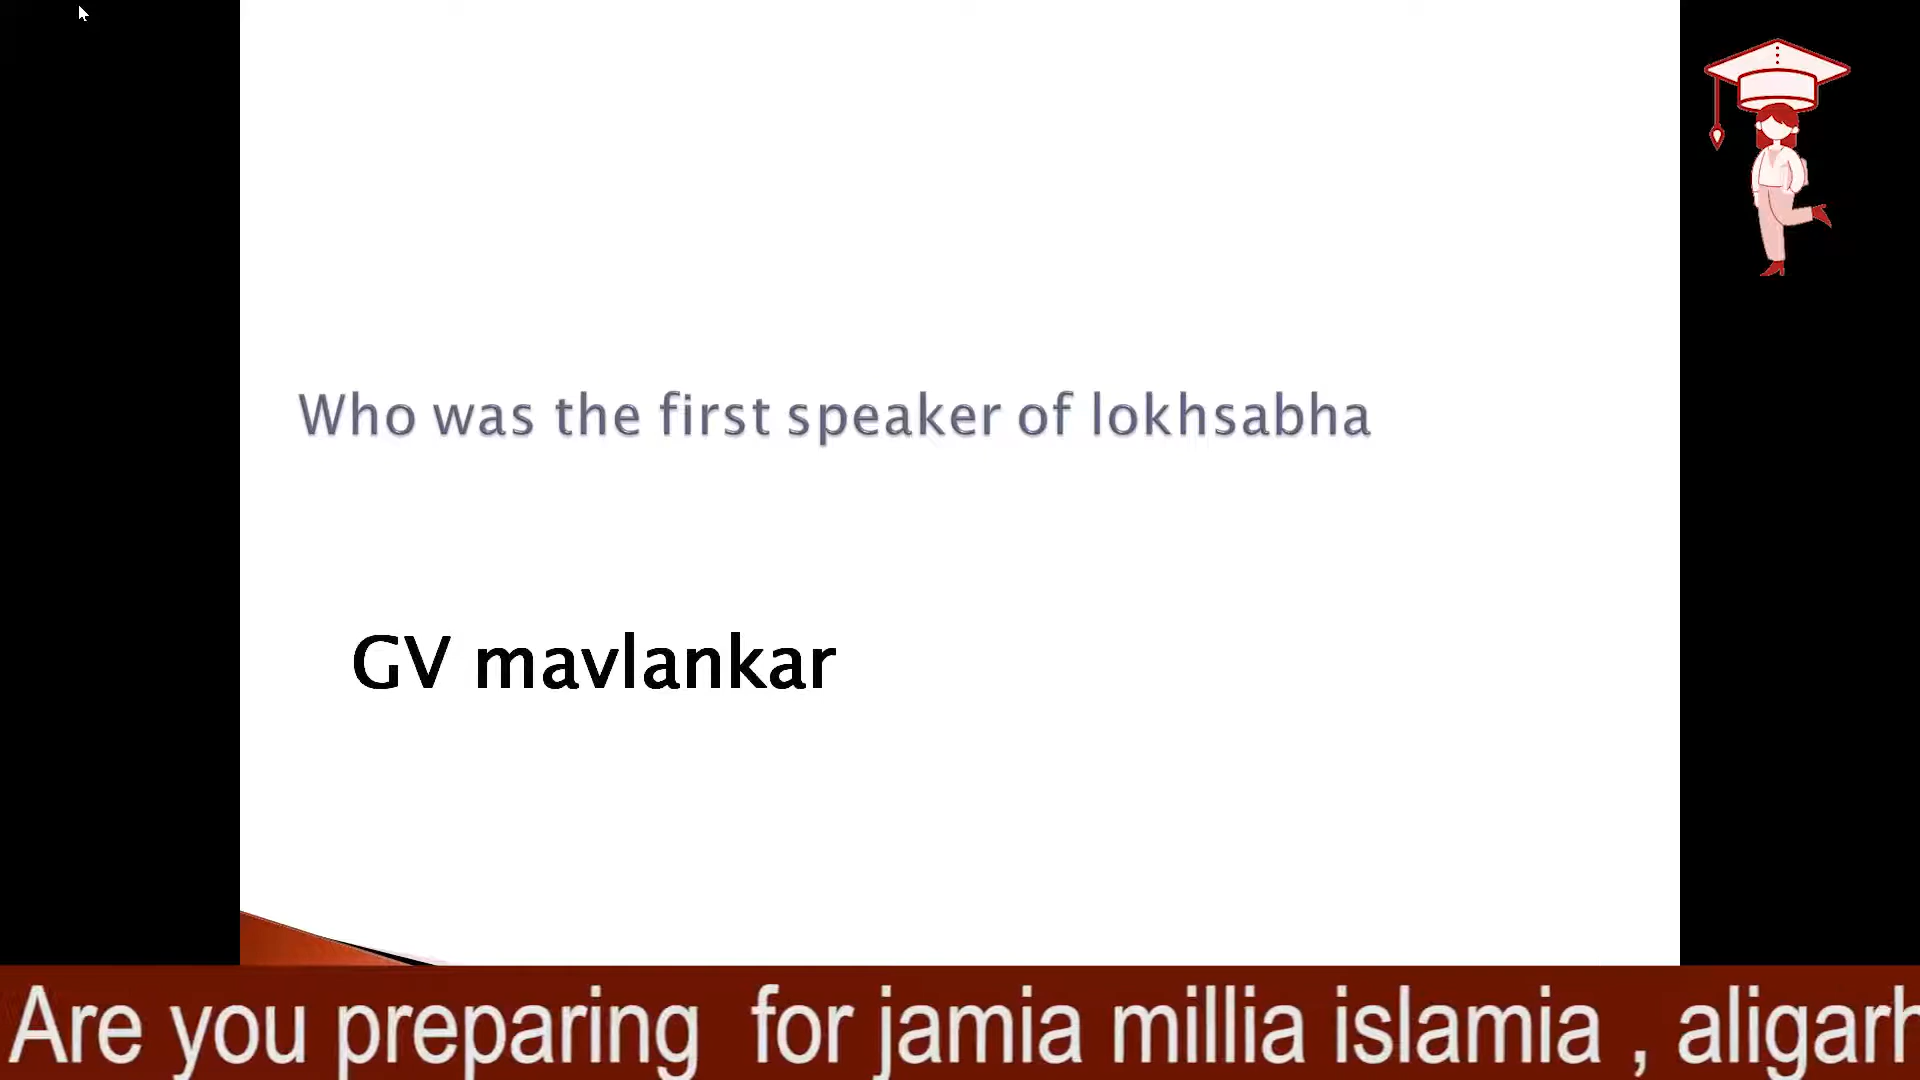 Who was the first speaker of lokhsabha
GV mavlankar
Are you preparing for jamia millia islamia , aligarh